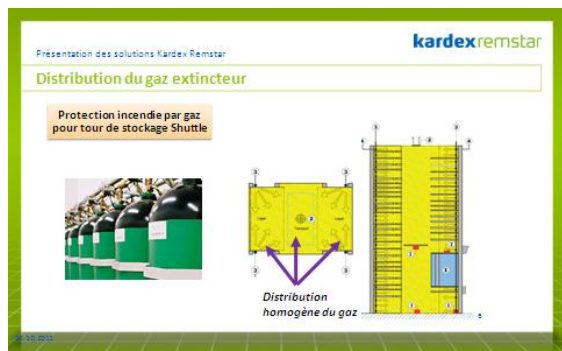 kardexremstar
Présentation des solutions Kardex Remstar
Distribution du gaz extincteur
Protection incendie par gaz
pour tour de stockage Shuttle
Distribution
homogène du gaz